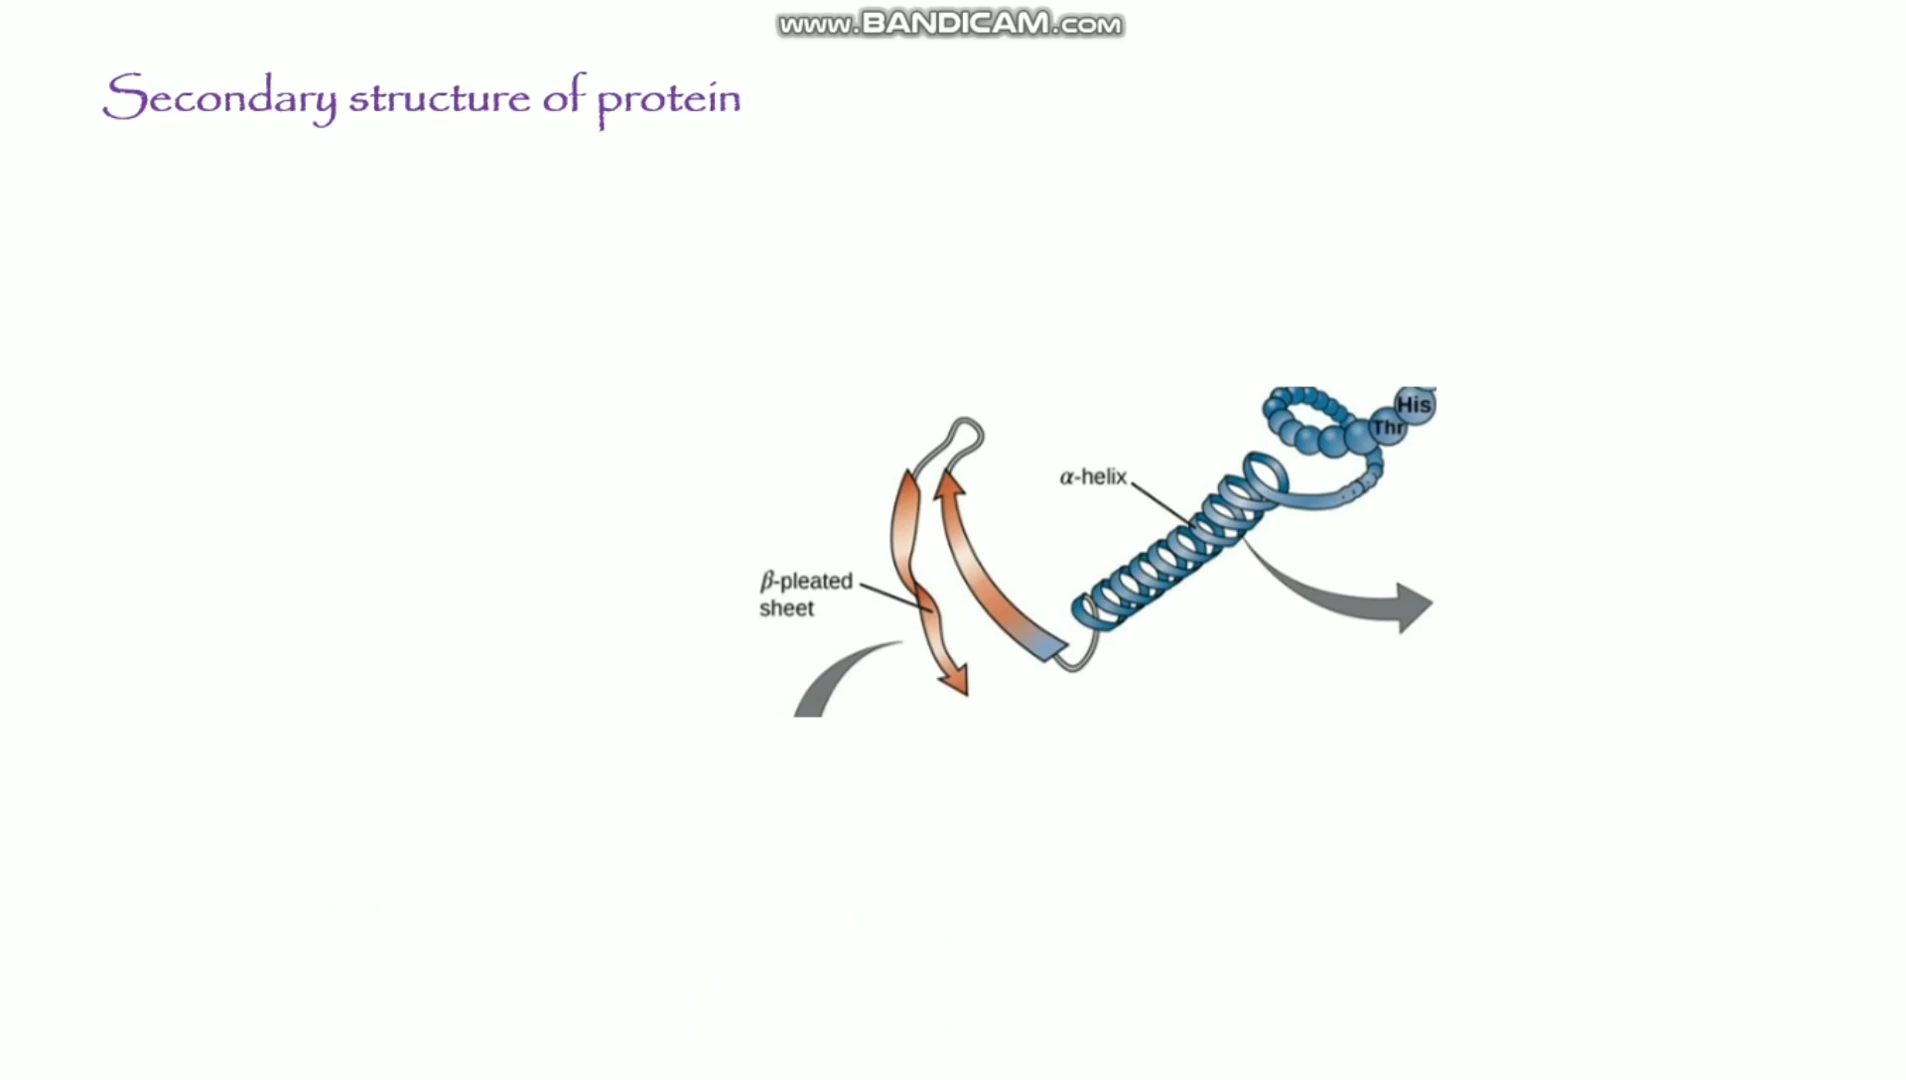 www.BANDICAM.com
Secondary structure of protein
His
Thr
α-helix
β-pleated
sheet